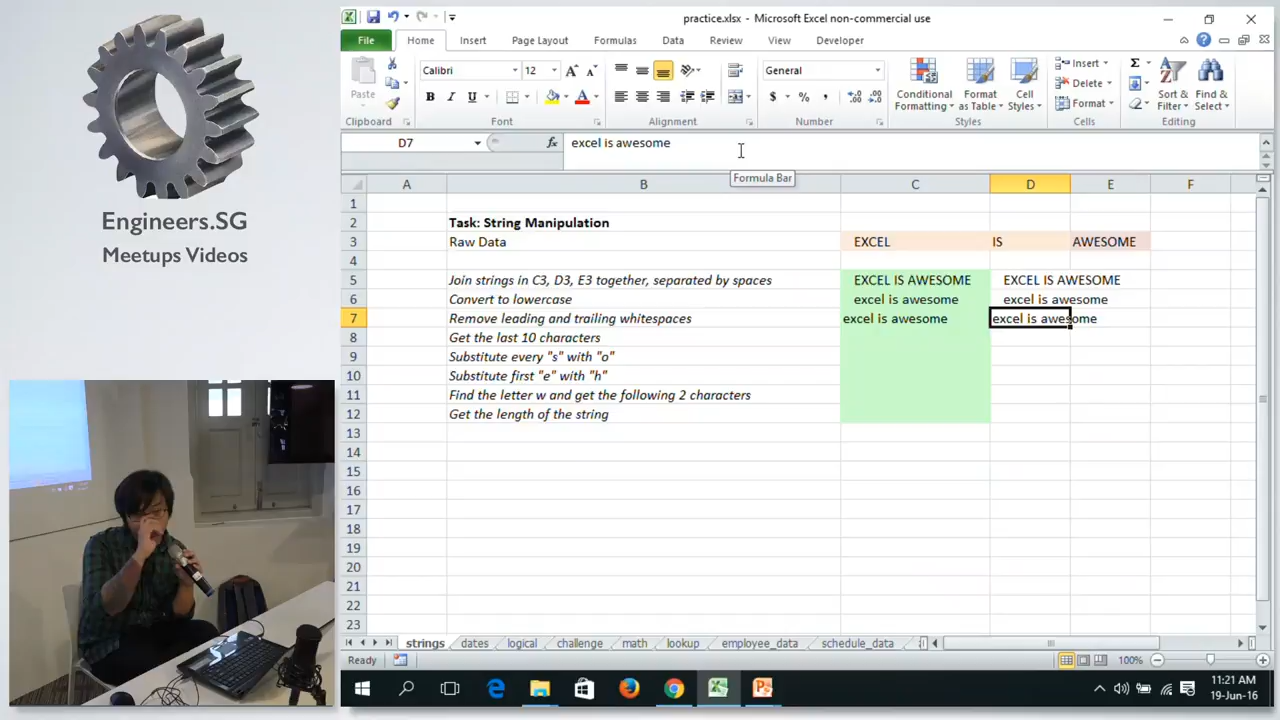 Engineers.SG
Meetups Videos
practice.xlsx - Microsoft Excel non-commercial use
File Home Insert Page Layout Formulas Data Review View Developer
Paste
Calibri 12
B I U
General
$ % ,
Conditional Formatting
Format as Table
Cell Styles
Insert
Delete
Format
Sort & Filter
Find & Select
Clipboard Font Alignment Number Styles Cells Editing
D7 fx excel is awesome
Formula Bar
A B C D E F
1
2 Task: String Manipulation
3 Raw Data EXCEL IS AWESOME
4
5 Join strings in C3, D3, E3 together, separated by spaces EXCEL IS AWESOME EXCEL IS AWESOME
6 Convert to lowercase excel is awesome excel is awesome
7 Remove leading and trailing whitespaces excel is awesome excel is awesome
8 Get the last 10 characters
9 Substitute every "s" with "o"
10 Substitute first "e" with "h"
11 Find the letter w and get the following 2 characters
12 Get the length of the string
13
14
15
16
17
18
19
20
21
22
23
strings dates logical challenge math lookup employee_data schedule_data
Ready 100%
11:21 AM
19-Jun-16